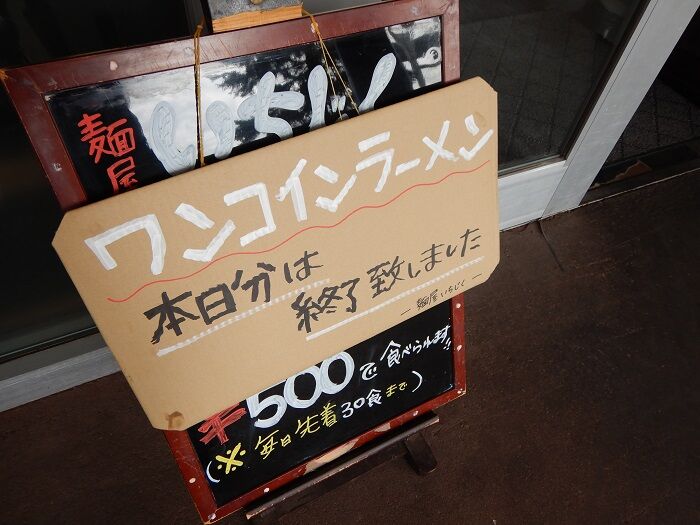 麺屋
いちじく
ワンコインラーメン
本日分は
終了致しました
― 麺屋いちじく ―
¥500で食べられます!!
(※毎日先着30食まで)